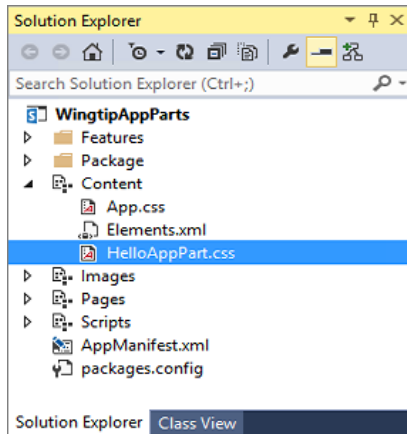 Solution Explorer
Search Solution Explorer (Ctrl+;)
WingtipAppParts
Features
Package
Content
App.css
Elements.xml
HelloAppPart.css
Images
Pages
Scripts
AppManifest.xml
packages.config
Solution Explorer Class View